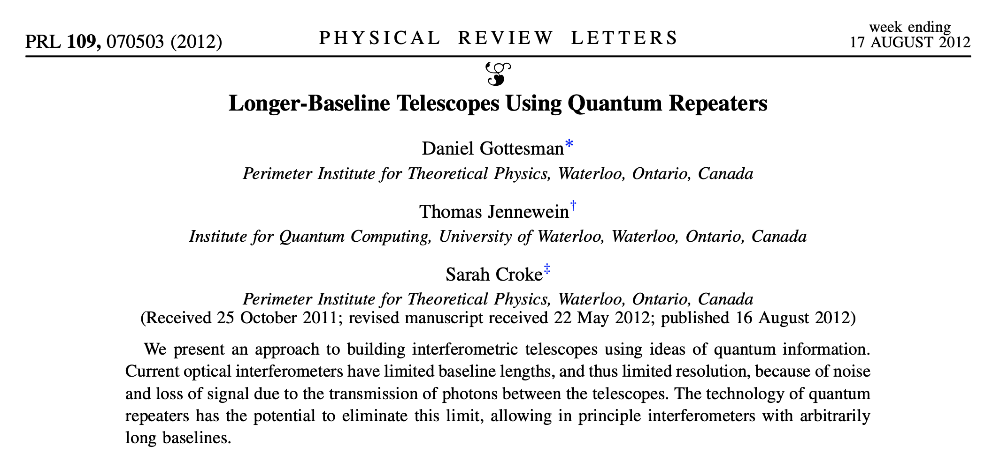 PRL 109, 070503 (2012)
PHYSICAL REVIEW LETTERS
week ending
17 AUGUST 2012
Longer-Baseline Telescopes Using Quantum Repeaters
Daniel Gottesman*
Perimeter Institute for Theoretical Physics, Waterloo, Ontario, Canada
Thomas Jennewein†
Institute for Quantum Computing, University of Waterloo, Waterloo, Ontario, Canada
Sarah Croke‡
Perimeter Institute for Theoretical Physics, Waterloo, Ontario, Canada
(Received 25 October 2011; revised manuscript received 22 May 2012; published 16 August 2012)
We present an approach to building interferometric telescopes using ideas of quantum information.
Current optical interferometers have limited baseline lengths, and thus limited resolution, because of noise
and loss of signal due to the transmission of photons between the telescopes. The technology of quantum
repeaters has the potential to eliminate this limit, allowing in principle interferometers with arbitrarily
long baselines.